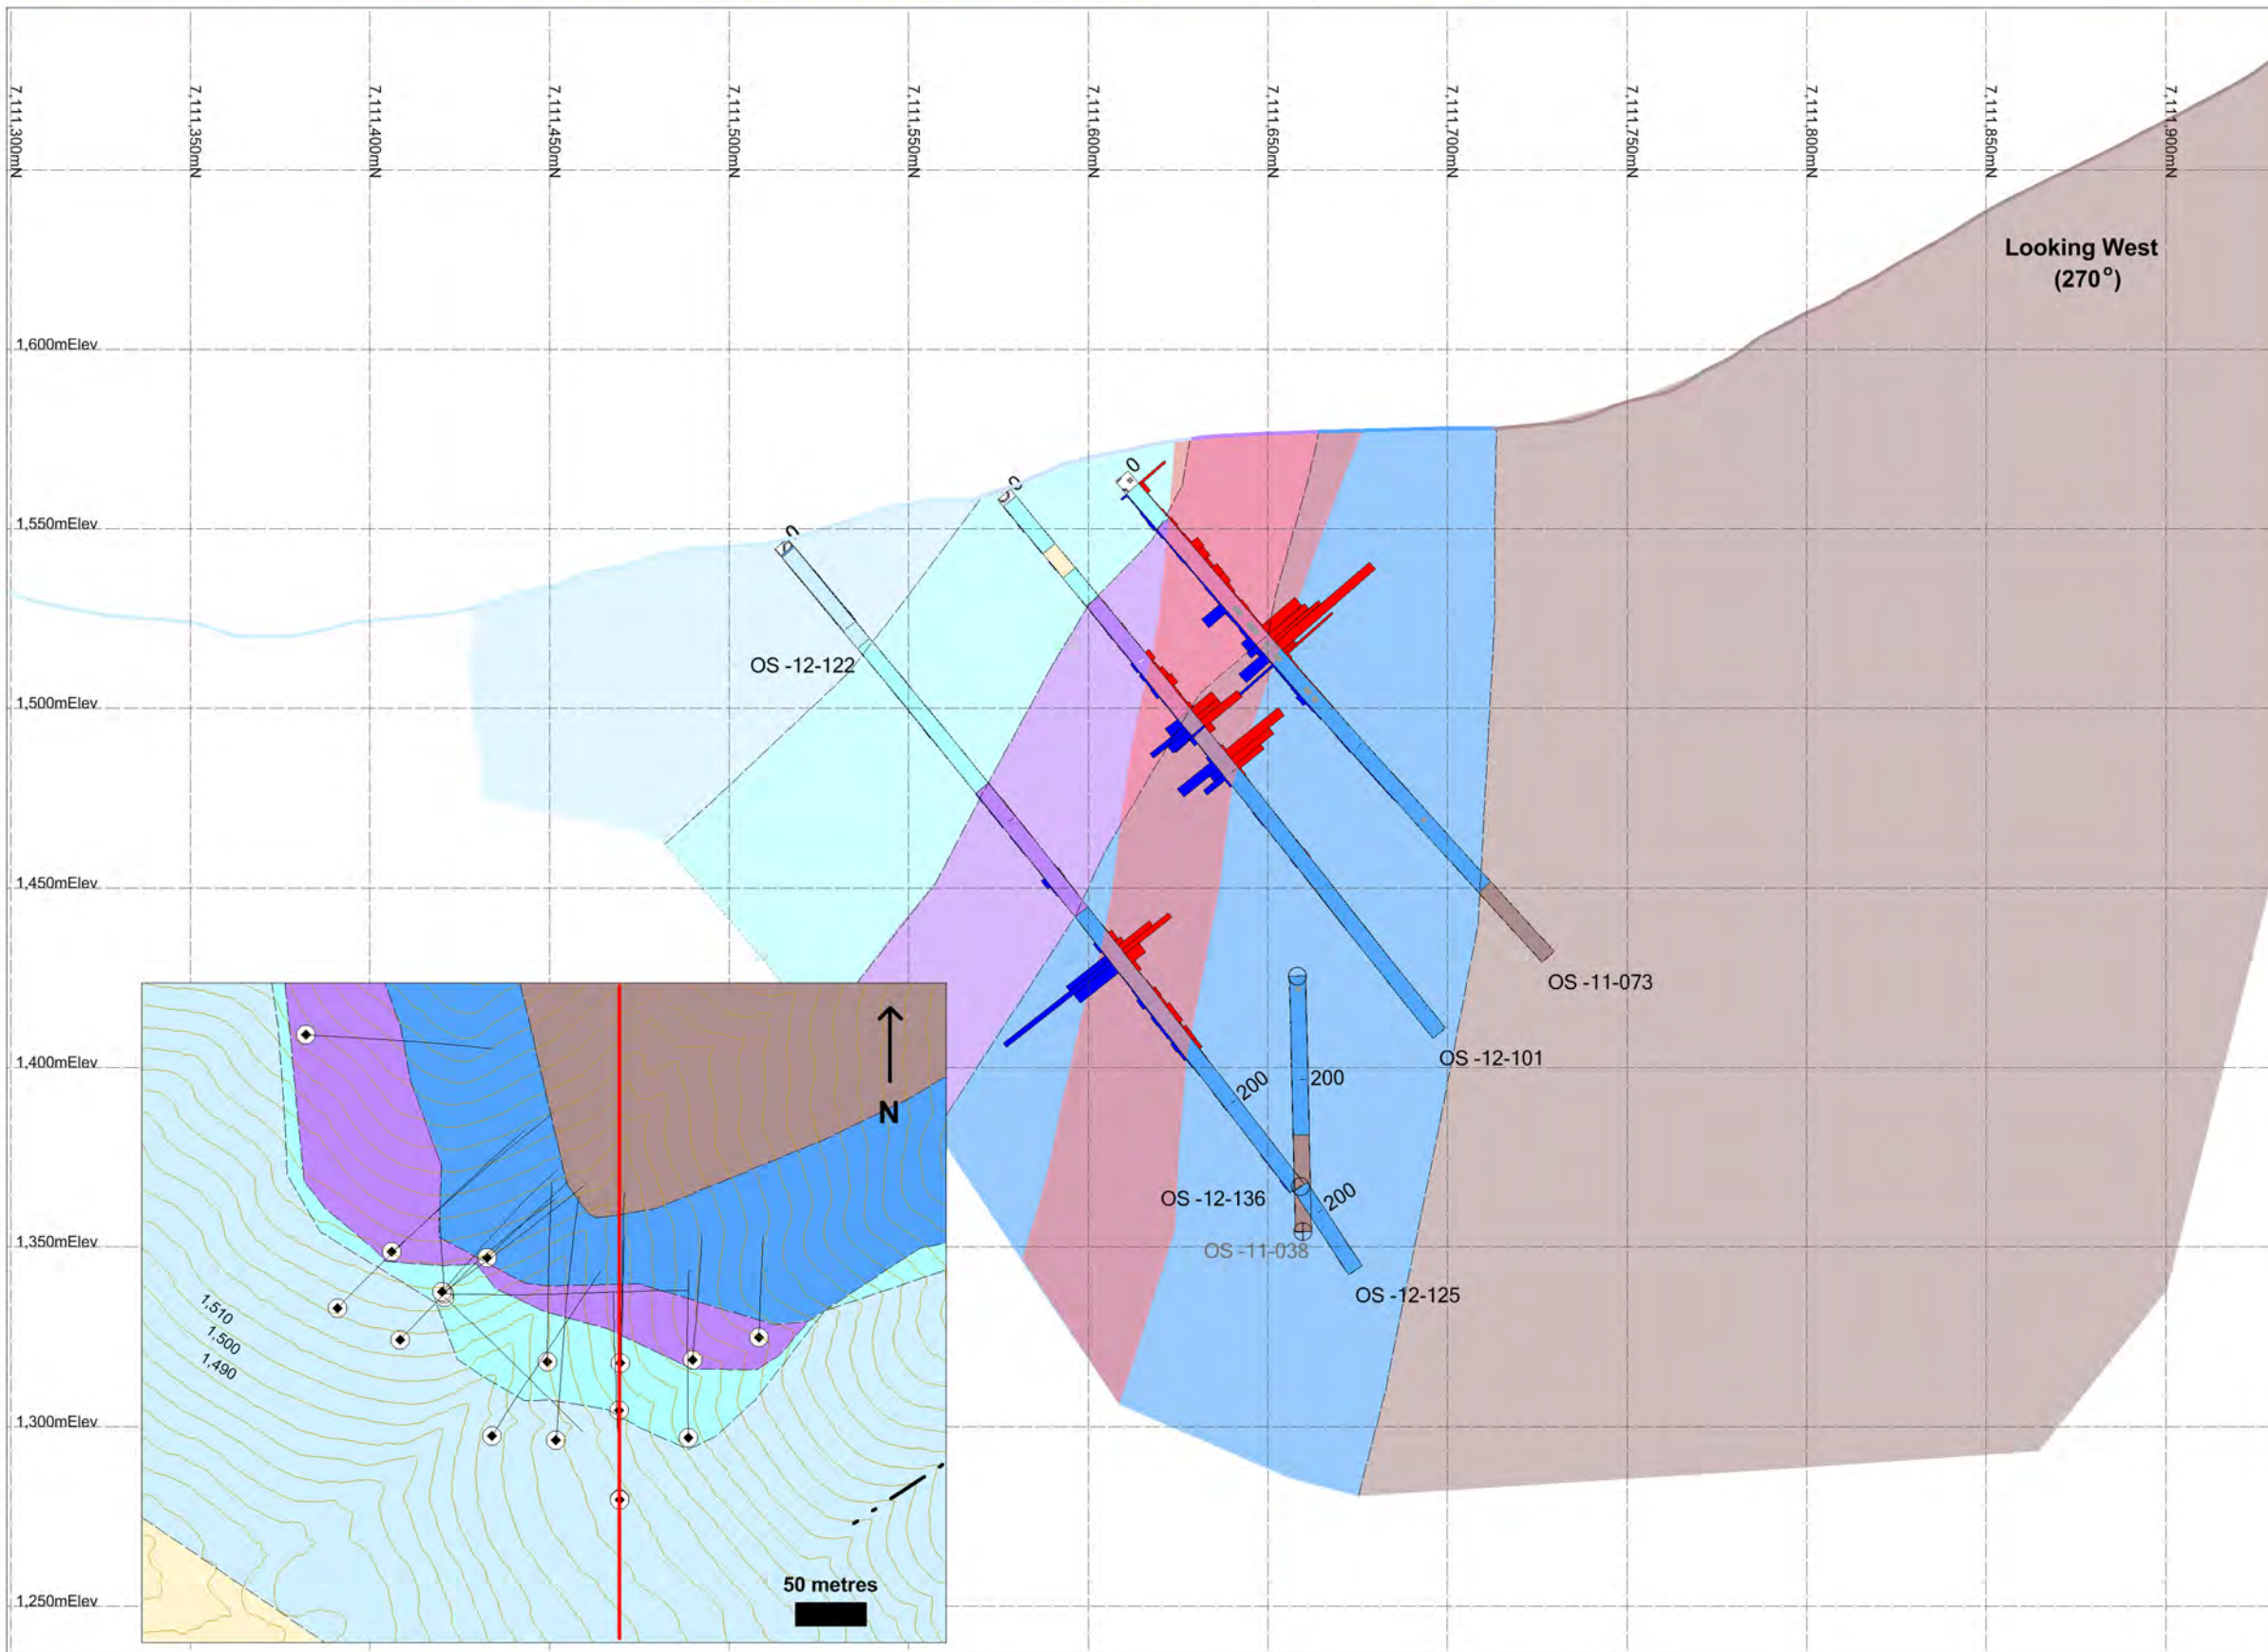 7,111,300mN
7,111,350mN
7,111,400mN
7,111,450mN
7,111,500mN
7,111,550mN
7,111,600mN
7,111,650mN
7,111,700mN
7,111,750mN
7,111,800mN
7,111,850mN
7,111,900mN
Looking West
(270°)
1,600mElev
1,550mElev
1,500mElev
1,450mElev
1,400mElev
1,350mElev
1,300mElev
1,250mElev
0
OS -12-122
OS -11-073
OS -12-101
200
200
200
OS -12-136
OS -11-038
OS -12-125
N
1,510
1,500
1,490
50 metres